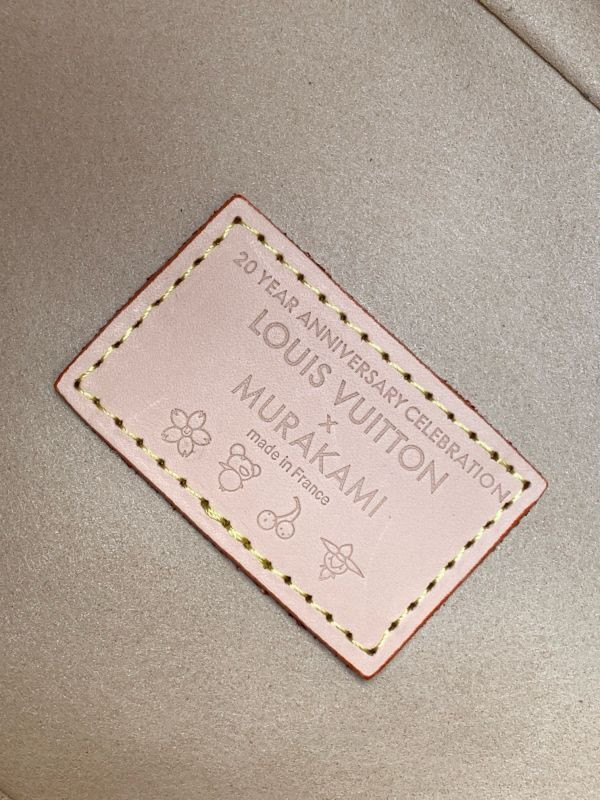 20 YEAR ANNIVERSARY CELEBRATION
LOUIS VUITTON
x
MURAKAMI
made in France